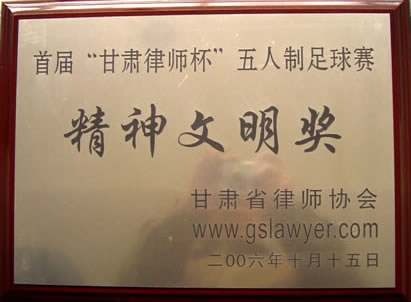 首届“甘肃律师杯”五人制足球赛
精神文明奖
甘肃省律师协会
www.gslawyer.com
二00六年十月十五日